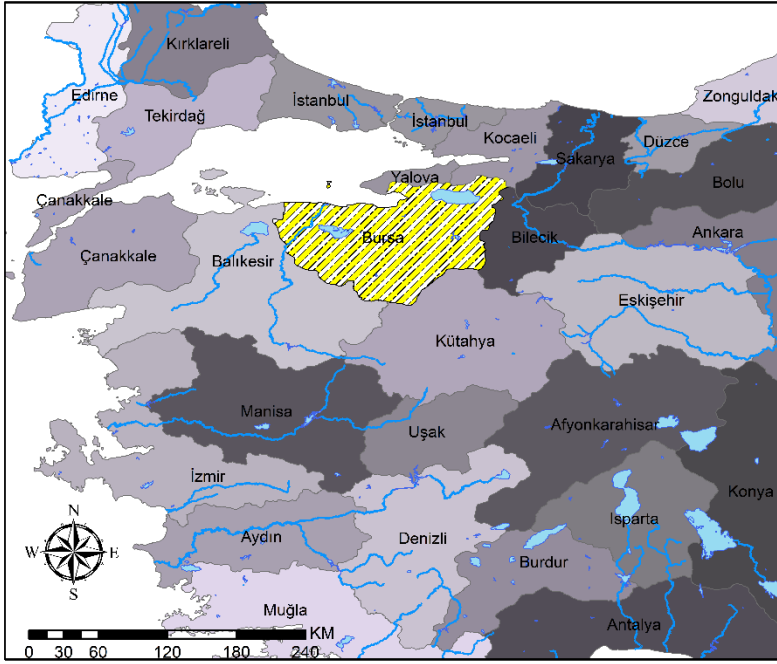 Kırklareli
Edirne
Tekirdağ
İstanbul
İstanbul
Zonguldak
Kocaeli
Düzce
Sakarya
Yalova
Bolu
Çanakkale
Çanakkale
Balıkesir
Bursa
Bilecik
Ankara
Eskişehir
Kütahya
Manisa
Uşak
Afyonkarahisar
İzmir
Konya
Isparta
Aydın
Denizli
Burdur
Muğla
Antalya
N
W E
S
KM
0 30 60 120 180 240